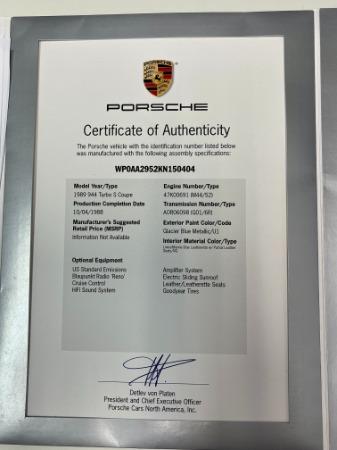 PORSCHE
Certificate of Authenticity
The Porsche vehicle with the identification number listed below
was manufactured with the following assembly specifications:
WP0AA2952KN150404
Model Year/Type
1989 944 Turbo S Coupe
Production Completion Date
10/04/1988
Manufacturer's Suggested
Retail Price (MSRP)
Information Not Available
Engine Number/Type
47K00691 (M44/52)
Transmission Number/Type
Exterior Paint Color/Code
Glacier Blue Metallic/U1
Interior Material Color/Type
Optional Equipment
US Standard Emissions
Blaupunkt Radio 'Reno'
Cruise Control
HiFi Sound System
Amplifier System
Electric Sliding Sunroof
Leather/Leatherette Seats
Goodyear Tires
Detlev von Platen
President and Chief Executive Officer
Porsche Cars North America, Inc.